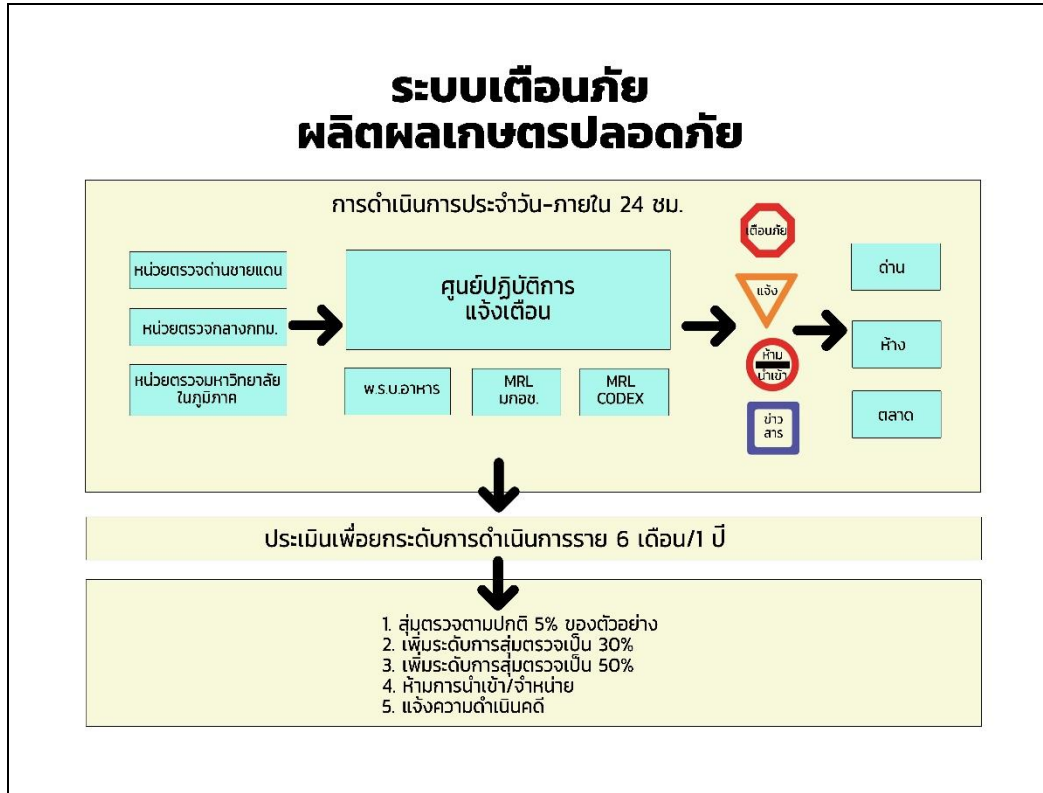 ระบบเตือนภัย
ผลิตผลเกษตรปลอดภัย
การดำเนินการประจำวัน-ภายใน 24 ชม.
หน่วยตรวจด่านชายแดน
หน่วยตรวจกลางกทม.
หน่วยตรวจมหาวิทยาลัย
ในภูมิภาค
ศูนย์ปฏิบัติการ
แจ้งเตือน
พ.ร.บ.อาหาร
MRL
มกอช.
MRL
CODEX
เตือนภัย
แจ้ง
ห้าม
นำเข้า
ข่าว
สาร
ด่าน
ห้าง
ตลาด
ประเมินเพื่อยกระดับการดำเนินการราย 6 เดือน/1 ปี
1. สุ่มตรวจตามปกติ 5% ของตัวอย่าง
2. เพิ่มระดับการสุ่มตรวจเป็น 30%
3. เพิ่มระดับการสุ่มตรวจเป็น 50%
4. ห้ามการนำเข้า/จำหน่าย
5. แจ้งความดำเนินคดี